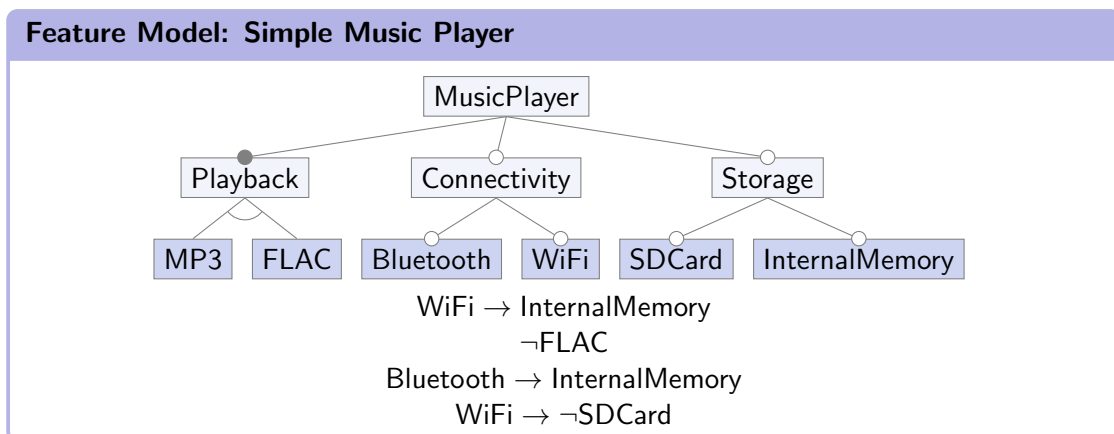 Feature Model: Simple Music Player
MusicPlayer
Playback Connectivity Storage
MP3 FLAC Bluetooth WiFi SDCard InternalMemory
WiFi → InternalMemory
¬FLAC
Bluetooth → InternalMemory
WiFi → ¬SDCard